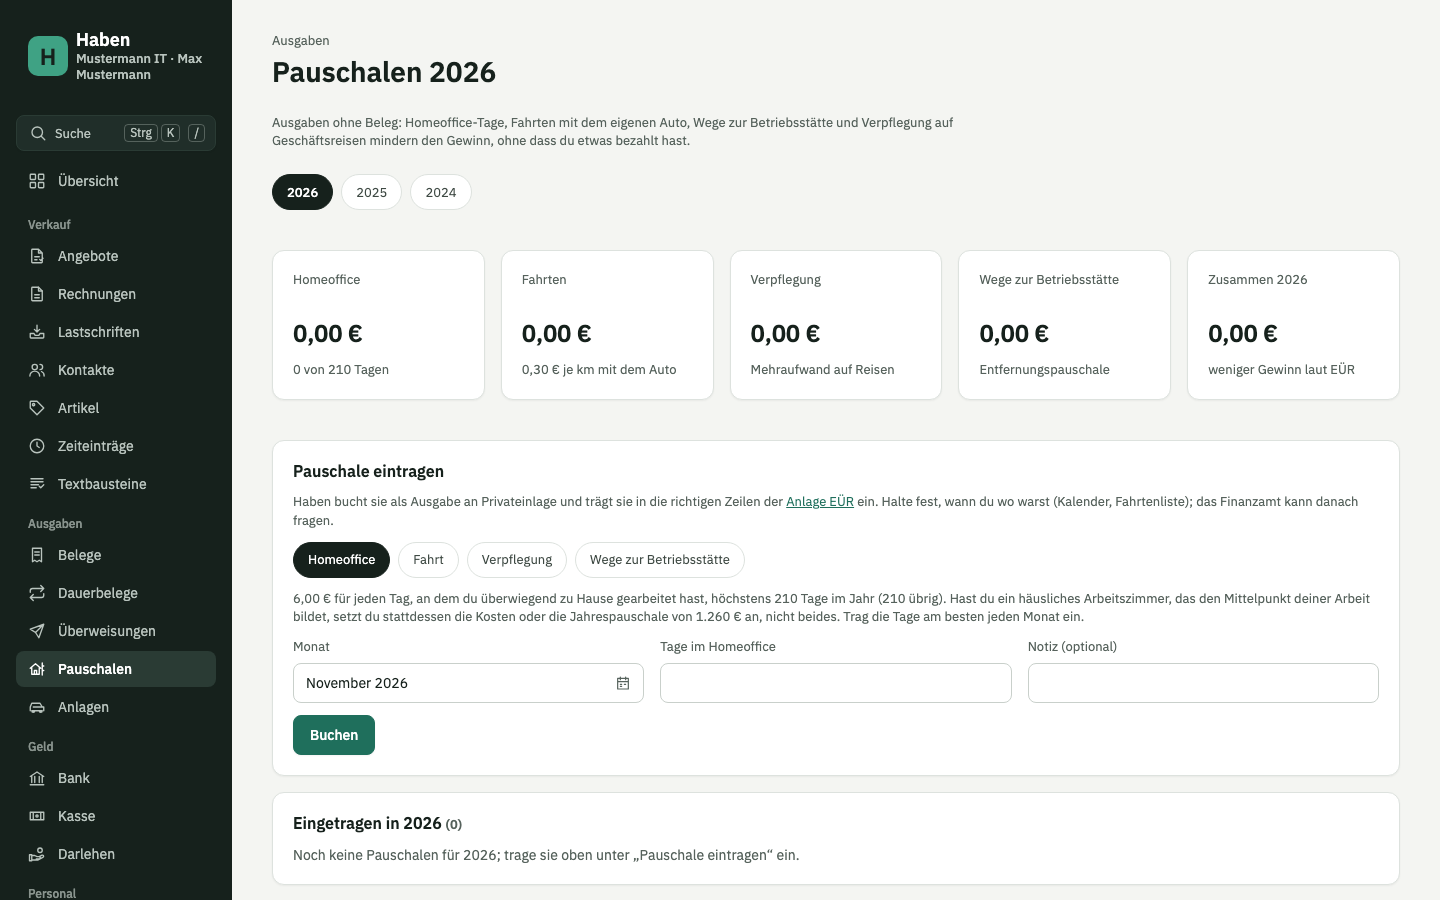 H
Haben
Mustermann IT · Max
Mustermann
Suche
Strg K /
Übersicht
Verkauf
Angebote
Rechnungen
Lastschriften
Kontakte
Artikel
Zeiteinträge
Textbausteine
Ausgaben
Belege
Dauerbelege
Überweisungen
Pauschalen
Anlagen
Geld
Bank
Kasse
Darlehen
Personal
Ausgaben
Pauschalen 2026
Ausgaben ohne Beleg: Homeoffice-Tage, Fahrten mit dem eigenen Auto, Wege zur Betriebsstätte und Verpflegung auf
Geschäftsreisen mindern den Gewinn, ohne dass du etwas bezahlt hast.
2026 2025 2024
Homeoffice
0,00 €
0 von 210 Tagen
Fahrten
0,00 €
0,30 € je km mit dem Auto
Verpflegung
0,00 €
Mehraufwand auf Reisen
Wege zur Betriebsstätte
0,00 €
Entfernungspauschale
Zusammen 2026
0,00 €
weniger Gewinn laut EÜR
Pauschale eintragen
Haben bucht sie als Ausgabe an Privateinlage und trägt sie in die richtigen Zeilen der Anlage EÜR ein. Halte fest, wann du wo warst (Kalender, Fahrtenliste); das Finanzamt kann danach
fragen.
Homeoffice Fahrt Verpflegung Wege zur Betriebsstätte
6,00 € für jeden Tag, an dem du überwiegend zu Hause gearbeitet hast, höchstens 210 Tage im Jahr (210 übrig). Hast du ein häusliches Arbeitszimmer, das den Mittelpunkt deiner Arbeit
bildet, setzt du stattdessen die Kosten oder die Jahrespauschale von 1.260 € an, nicht beides. Trag die Tage am besten jeden Monat ein.
Monat
November 2026
Tage im Homeoffice
Notiz (optional)
Buchen
Eingetragen in 2026 (0)
Noch keine Pauschalen für 2026; trage sie oben unter „Pauschale eintragen“ ein.